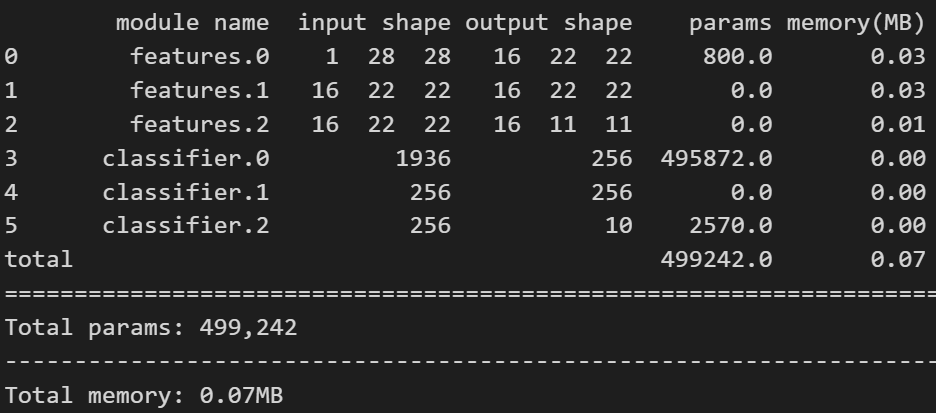 module name input shape output shape params memory(MB)
0 features.0 1 28 28 16 22 22 800.0 0.03
1 features.1 16 22 22 16 22 22 0.0 0.03
2 features.2 16 22 22 16 11 11 0.0 0.01
3 classifier.0 1936 256 495872.0 0.00
4 classifier.1 256 256 0.0 0.00
5 classifier.2 256 10 2570.0 0.00
total 499242.0 0.07
===================================================================
Total params: 499,242
-------------------------------------------------------------------
Total memory: 0.07MB